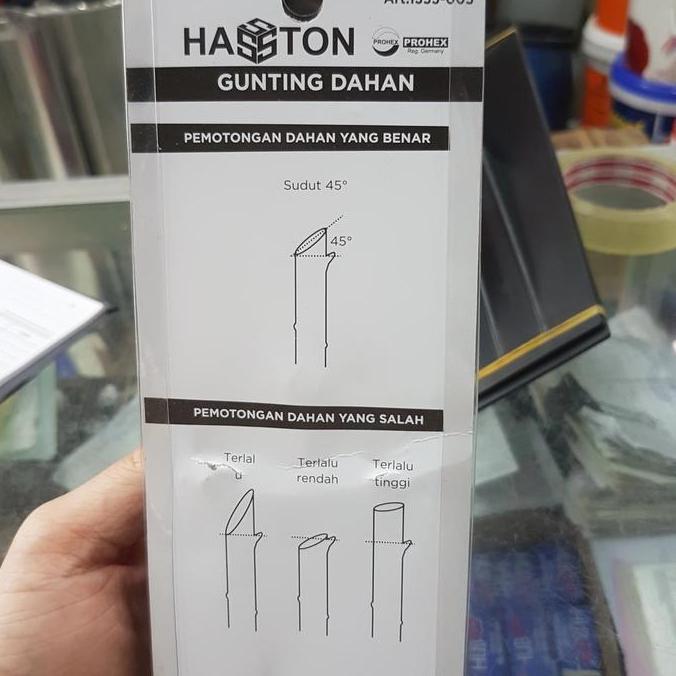 HASSTON PROHEX PROHEX
Reg. Germany
GUNTING DAHAN
PEMOTONGAN DAHAN YANG BENAR
Sudut 45°
45°
PEMOTONGAN DAHAN YANG SALAH
Terlal
u
Terlalu
rendah
Terlalu
tinggi